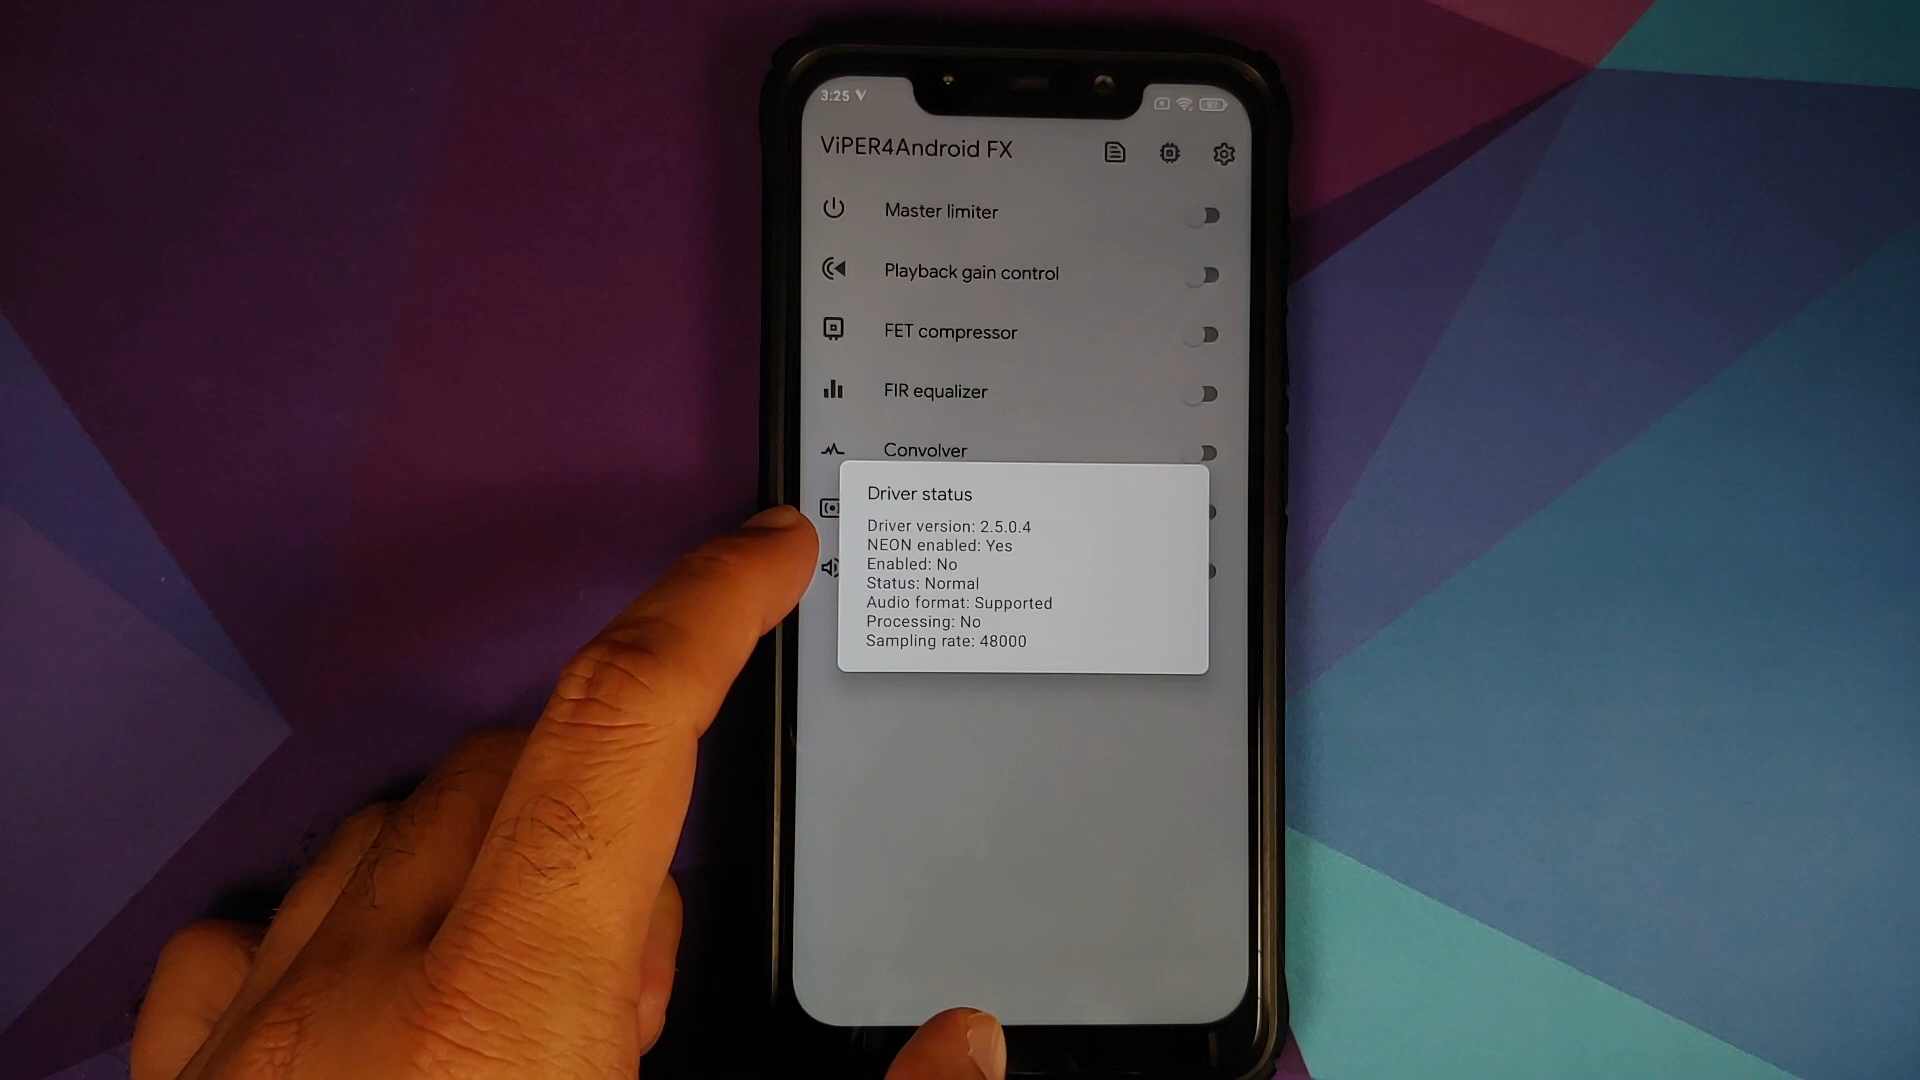 3:25
ViPER4Android FX
Master limiter
Playback gain control
FET compressor
FIR equalizer
Convolver
Driver status
Driver version: 2.5.0.4
NEON enabled: Yes
Enabled: No
Status: Normal
Audio format: Supported
Processing: No
Sampling rate: 48000